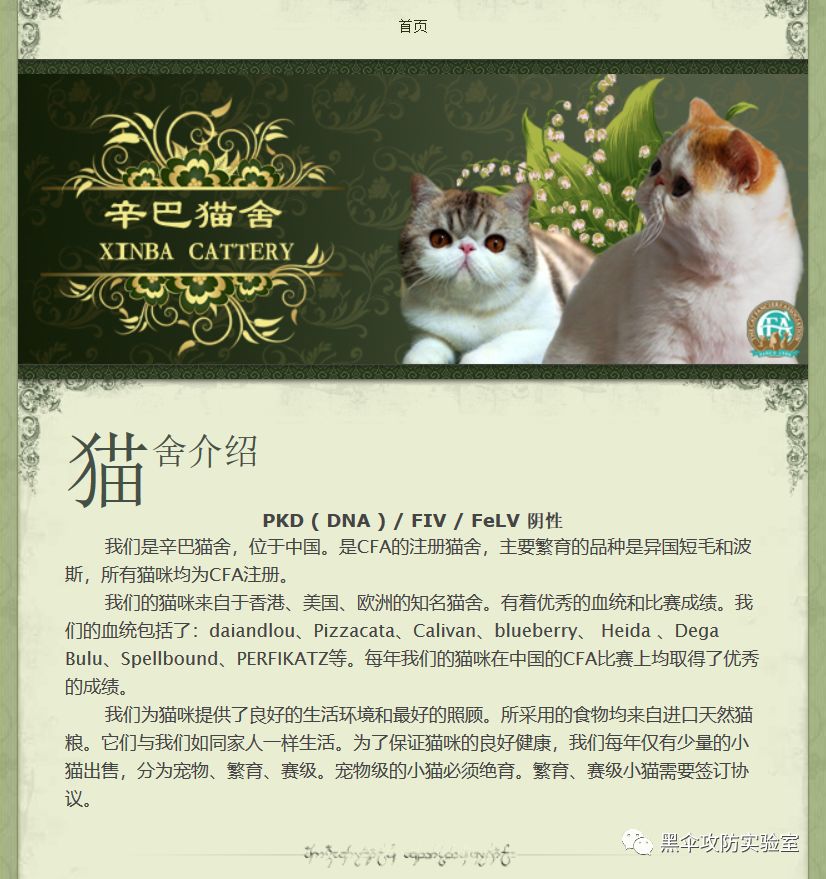 首页
辛巴猫舍
XINBA CATTERY
CFA
猫舍介绍
PKD ( DNA ) / FIV / FeLV 阴性
我们是辛巴猫舍，位于中国。是CFA的注册猫舍，主要繁育的品种是异国短毛和波
斯，所有猫咪均为CFA注册。
我们的猫咪来自于香港、美国、欧洲的知名猫舍。有着优秀的血统和比赛成绩。我
们的血统包括了：daiandlou、Pizzacata、Calivan、blueberry、 Heida 、Dega
Bulu、Spellbound、PERFIKATZ等。每年我们的猫咪在中国的CFA比赛上均取得了优秀
的成绩。
我们为猫咪提供了良好的生活环境和最好的照顾。所采用的食物均来自进口天然猫
粮。它们与我们如同家人一样生活。为了保证猫咪的良好健康，我们每年仅有少量的小
猫出售，分为宠物、繁育、赛级。宠物级的小猫必须绝育。繁育、赛级小猫需要签订协
议。
黑伞攻防实验室